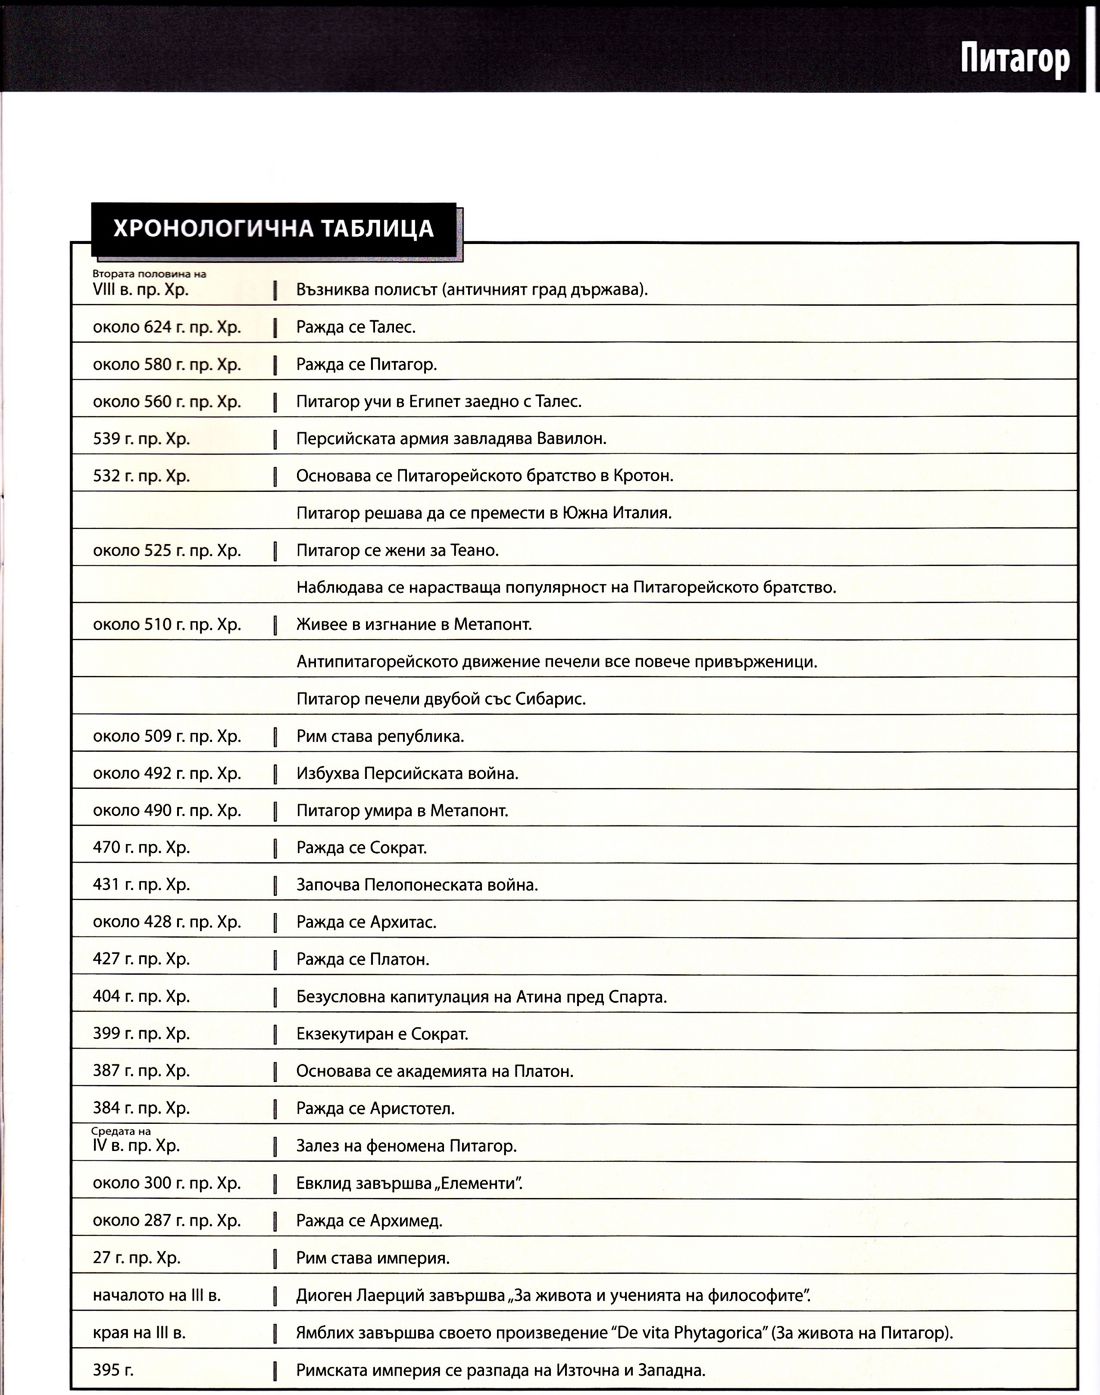 Питагор
ХРОНОЛОГИЧНА ТАБЛИЦА
Втората половина на
VIII в. пр. Хр. Възниква полисът (античният град държава).
около 624 г. пр. Хр. Ражда се Талес.
около 580 г. пр. Хр. Ражда се Питагор.
около 560 г. пр. Хр. Питагор учи в Египет заедно с Талес.
539 г. пр. Хр. Персийската армия завладява Вавилон.
532 г. пр. Хр. Основава се Питагорейското братство в Кротон.
Питагор решава да се премести в Южна Италия.
около 525 г. пр. Хр. Питагор се жени за Теано.
Наблюдава се нарастваща популярност на Питагорейското братство.
около 510 г. пр. Хр. Живее в изгнание в Метапонт.
Антипитагорейското движение печели все повече привърженици.
Питагор печели двубой със Сибарис.
около 509 г. пр. Хр. Рим става република.
около 492 г. пр. Хр. Избухва Персийската война.
около 490 г. пр. Хр. Питагор умира в Метапонт.
470 г. пр. Хр. Ражда се Сократ.
431 г. пр. Хр. Започва Пелопонеската война.
около 428 г. пр. Хр. Ражда се Архитас.
427 г. пр. Хр. Ражда се Платон.
404 г. пр. Хр. Безусловна капитулация на Атина пред Спарта.
399 г. пр. Хр. Екзекутиран е Сократ.
387 г. пр. Хр. Основава се академията на Платон.
384 г. пр. Хр. Ражда се Аристотел.
Средата на
IV в. пр. Хр. Залез на феномена Питагор.
около 300 г. пр. Хр. Евклид завършва „Елементи”.
около 287 г. пр. Хр. Ражда се Архимед.
27 г. пр. Хр. Рим става империя.
началото на III в. Диоген Лаерций завършва „За живота и ученията на философите”.
края на III в. Ямблих завършва своето произведение “De vita Phytagorica” (За живота на Питагор).
395 г. Римската империя се разпада на Източна и Западна.